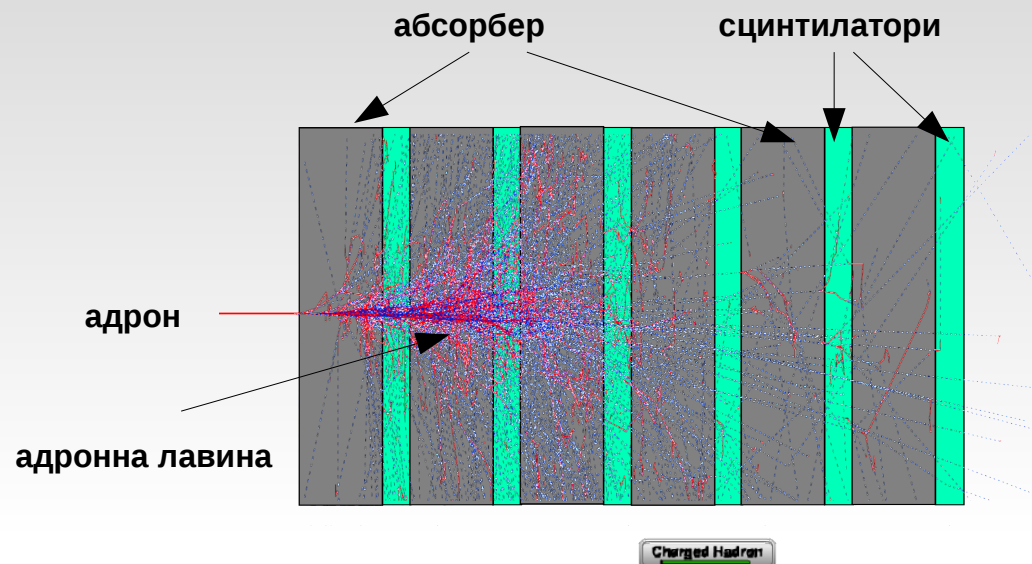 абсорбер
сцинтилатори
адрон
адронна лавина
Charged Hadron